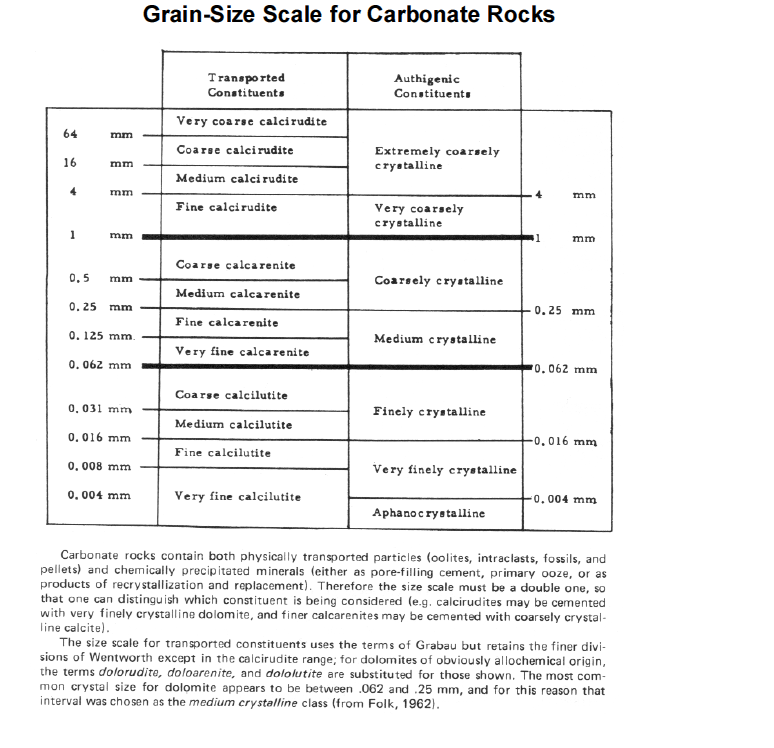 Grain-Size Scale for Carbonate Rocks
Transported Constituents
Authigenic Constituents
Very coarse calcirudite
64 mm
Coarse calcirudite
Extremely coarsely crystalline
16 mm
Medium calcirudite
4 mm
4 mm
Fine calcirudite
Very coarsely crystalline
1 mm
1 mm
Coarse calcarenite
Coarsely crystalline
0.5 mm
Medium calcarenite
0.25 mm
0.25 mm
Fine calcarenite
0.125 mm.
Medium crystalline
Very fine calcarenite
0.062 mm
0.062 mm
Coarse calcilutite
0.031 mm
Finely crystalline
Medium calcilutite
0.016 mm
0.016 mm
Fine calcilutite
0.008 mm
Very finely crystalline
0.004 mm
Very fine calcilutite
0.004 mm
Aphanocrystalline
Carbonate rocks contain both physically transported particles (oolites, intraclasts, fossils, and
pellets) and chemically precipitated minerals (either as pore-filling cement, primary ooze, or as
products of recrystallization and replacement). Therefore the size scale must be a double one, so
that one can distinguish which constituent is being considered (e.g. calcirudites may be cemented
with very finely crystalline dolomite, and finer calcarenites may be cemented with coarsely crystal-
line calcite).
The size scale for transported constituents uses the terms of Grabau but retains the finer divi-
sions of Wentworth except in the calcirudite range; for dolomites of obviously allochemical origin,
the terms dolorudite, doloarenite, and dololutite are substituted for those shown. The most com-
mon crystal size for dolomite appears to be between .062 and .25 mm, and for this reason that
interval was chosen as the medium crystalline class (from Folk, 1962).